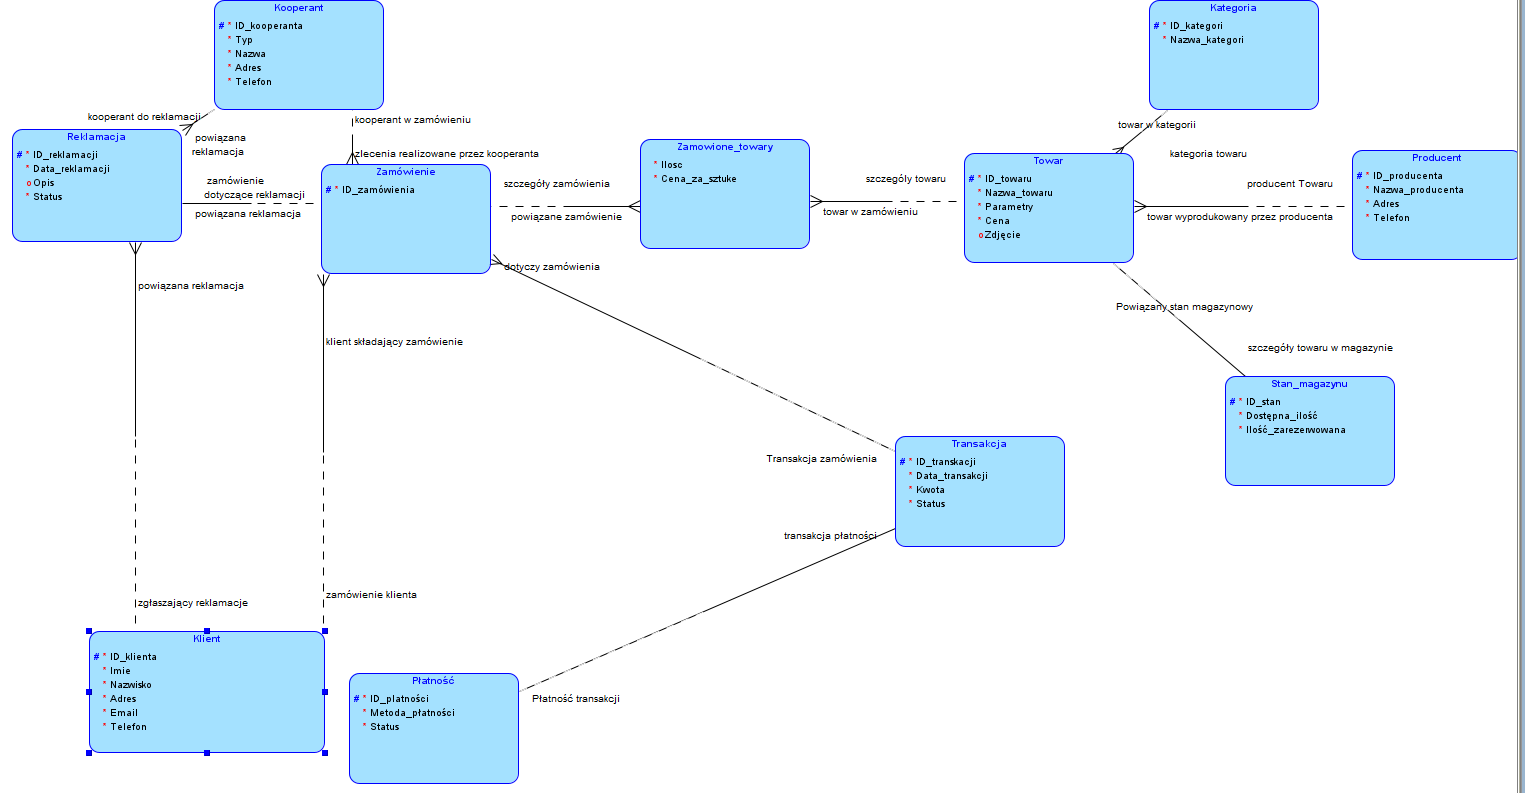 Kooperant
# * ID_kooperanta
* Typ
* Nazwa
* Adres
* Telefon
Kategoria
# * ID_kategori
* Nazwa_kategori
kooperant do reklamacji
powiązana
reklamacja
kooperant w zamówieniu
zlecenia realizowane przez kooperanta
towar w kategorii
kategoria towaru
Reklamacja
# * ID_reklamacji
* Data_reklamacji
o Opis
* Status
zamówienie
dotyczące reklamacji
powiązana reklamacja
Zamówienie
# * ID_zamówienia
szczegóły zamówienia
powiązane zamówienie
Zamowione_towary
* Ilosc
* Cena_za_sztuke
szczegóły towaru
towar w zamówieniu
Towar
# * ID_towaru
* Nazwa_towaru
* Parametry
* Cena
o Zdjęcie
producent Towaru
towar wyprodukowany przez producenta
Producent
# * ID_producenta
* Nazwa_producenta
* Adres
* Telefon
powiązana reklamacja
dotyczy zamówienia
klient składający zamówienie
Powiązany stan magazynowy
szczegóły towaru w magazynie
Stan_magazynu
# * ID_stan
* Dostępna_ilość
* Ilość_zarezerwowana
Transakcja zamówienia
Transakcja
# * ID_transkacji
* Data_transakcji
* Kwota
* Status
transakcja płatności
zgłaszający reklamacje
zamówienie klienta
Klient
# * ID_klienta
* Imie
* Nazwisko
* Adres
* Email
* Telefon
Płatność
# * ID_platności
* Metoda_płatności
* Status
Płatność transakcji